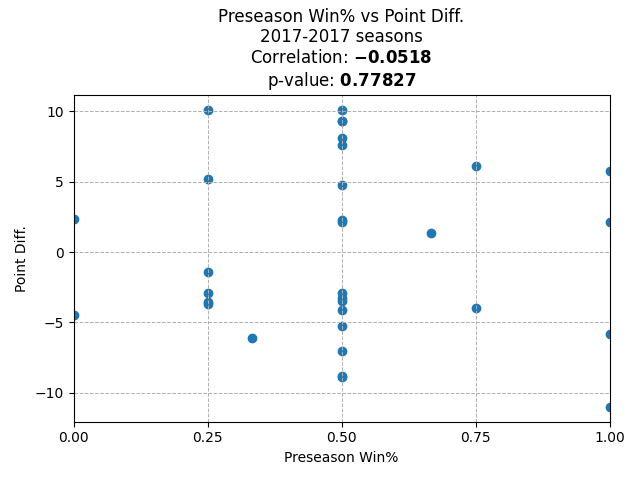 Preseason Win% vs Point Diff.
2017-2017 seasons
Correlation: −0.0518
p-value: 0.77827
10
5
0
−5
−10
Point Diff.
0.00 0.25 0.50 0.75 1.00
Preseason Win%